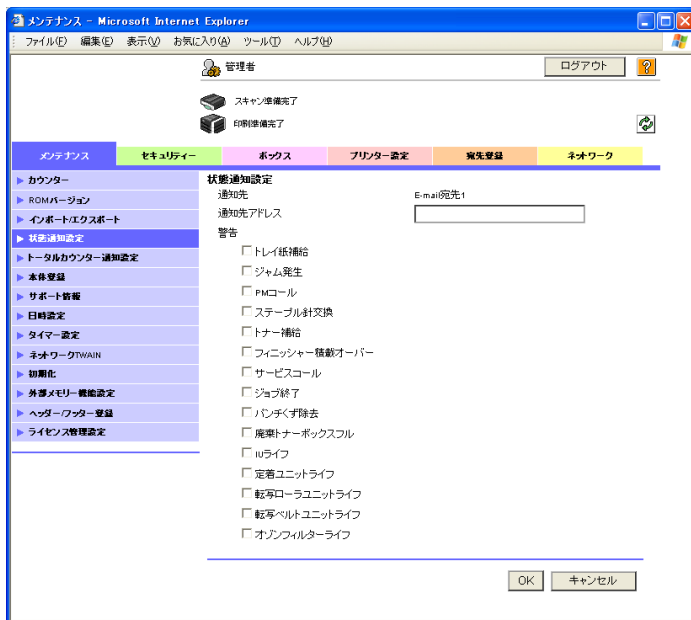 メンテナンス - Microsoft Internet Explorer
ファイル(F) 編集(E) 表示(V) お気に入り(A) ツール(T) ヘルプ(H)
管理者 ログアウト ?
スキャン準備完了
印刷準備完了
メンテナンス セキュリティー ボックス プリンター設定 宛先登録 ネットワーク
カウンター
ROMバージョン
インポート/エクスポート
状態通知設定
トータルカウンター通知設定
本体登録
サポート情報
日時設定
タイマー設定
ネットワークTWAIN
初期化
外部メモリー機能設定
ヘッダー/フッター登録
ライセンス管理設定
状態通知設定
通知先 E-mail宛先1
通知先アドレス
警告
トレイ紙補給
ジャム発生
PMコール
ステープル針交換
トナー補給
フィニッシャー積載オーバー
サービスコール
ジョブ終了
パンチくず除去
廃棄トナーボックスフル
IUライフ
定着ユニットライフ
転写ローラユニットライフ
転写ベルトユニットライフ
オゾンフィルターライフ
OK キャンセル